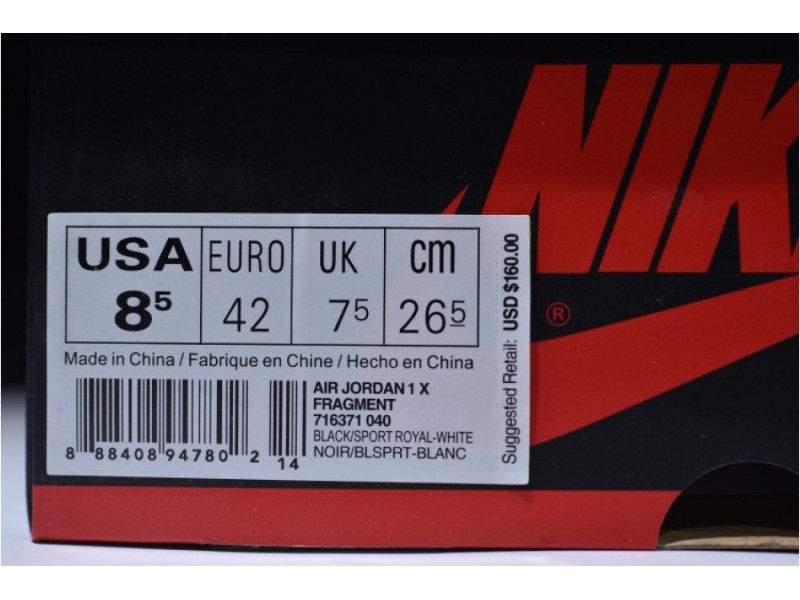 NIK
®
USA EURO UK cm
8⁵ 42 7⁵ 26⁵
Made in China / Fabrique en Chine / Hecho en China
AIR JORDAN 1 X
FRAGMENT
716371 040
BLACK/SPORT ROYAL-WHITE
NOIR/BLSPRT-BLANC
8 88408 94780 2 14
Suggested Retail: USD $160.00